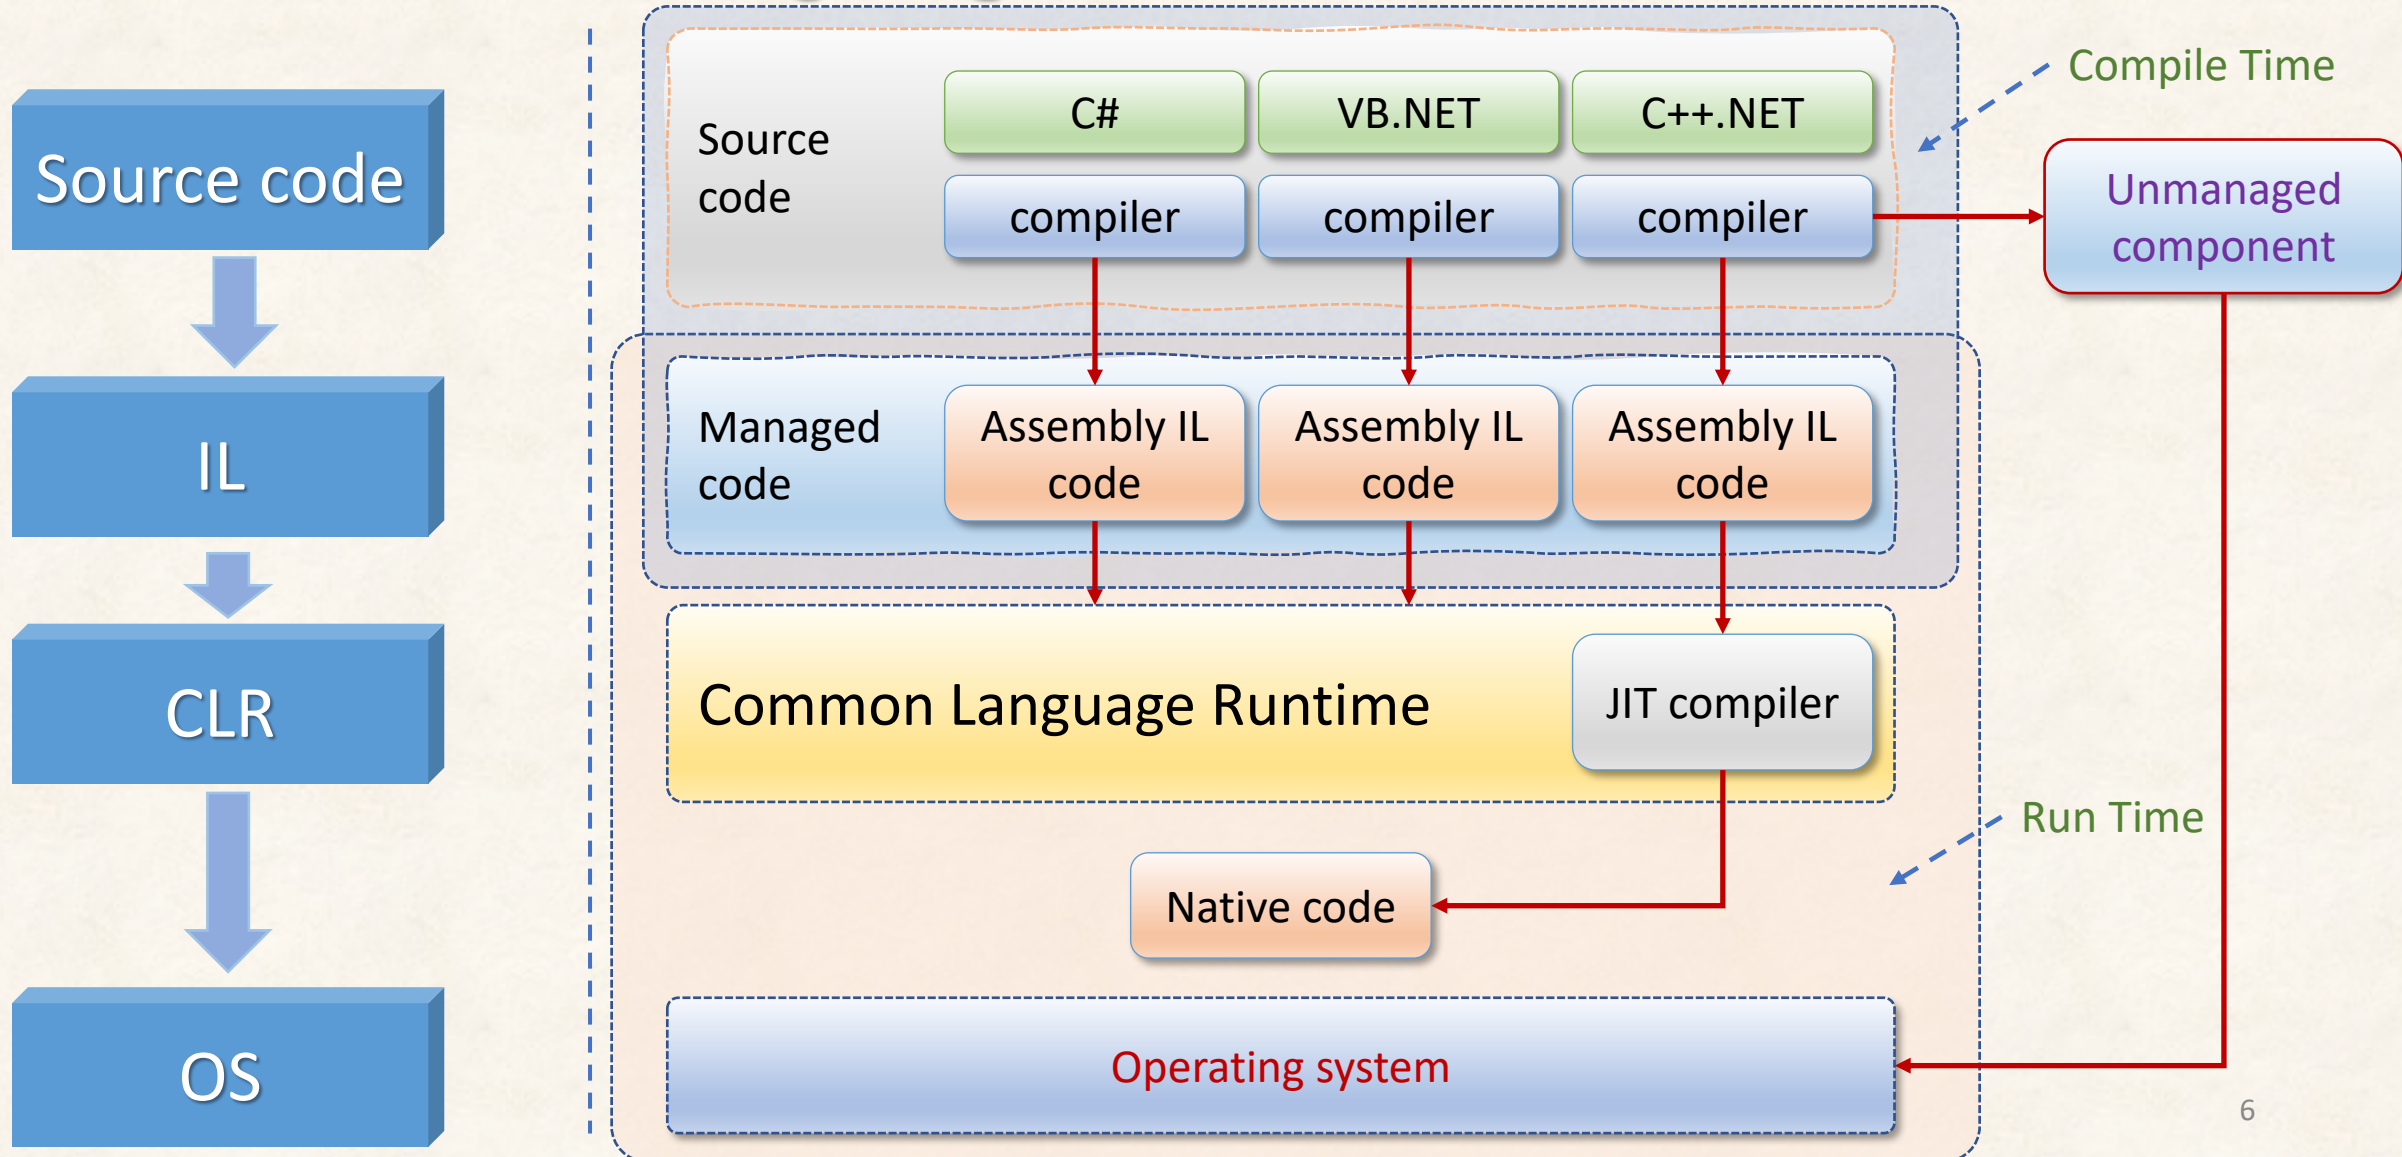 Source code
IL
CLR
OS
Source
code
C#
VB.NET
C++.NET
compiler
compiler
compiler
Compile Time
Unmanaged
component
Managed
code
Assembly IL
code
Assembly IL
code
Assembly IL
code
Common Language Runtime
JIT compiler
Run Time
Native code
Operating system
6